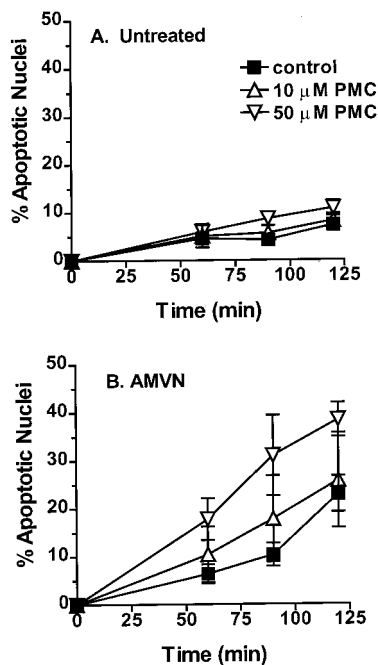 A. Untreated
control
10 μM PMC
50 μM PMC
% Apoptotic Nuclei
50
40
30
20
10
0
0 25 50 75 100 125
Time (min)
B. AMVN
% Apoptotic Nuclei
50
40
30
20
10
0
0 25 50 75 100 125
Time (min)